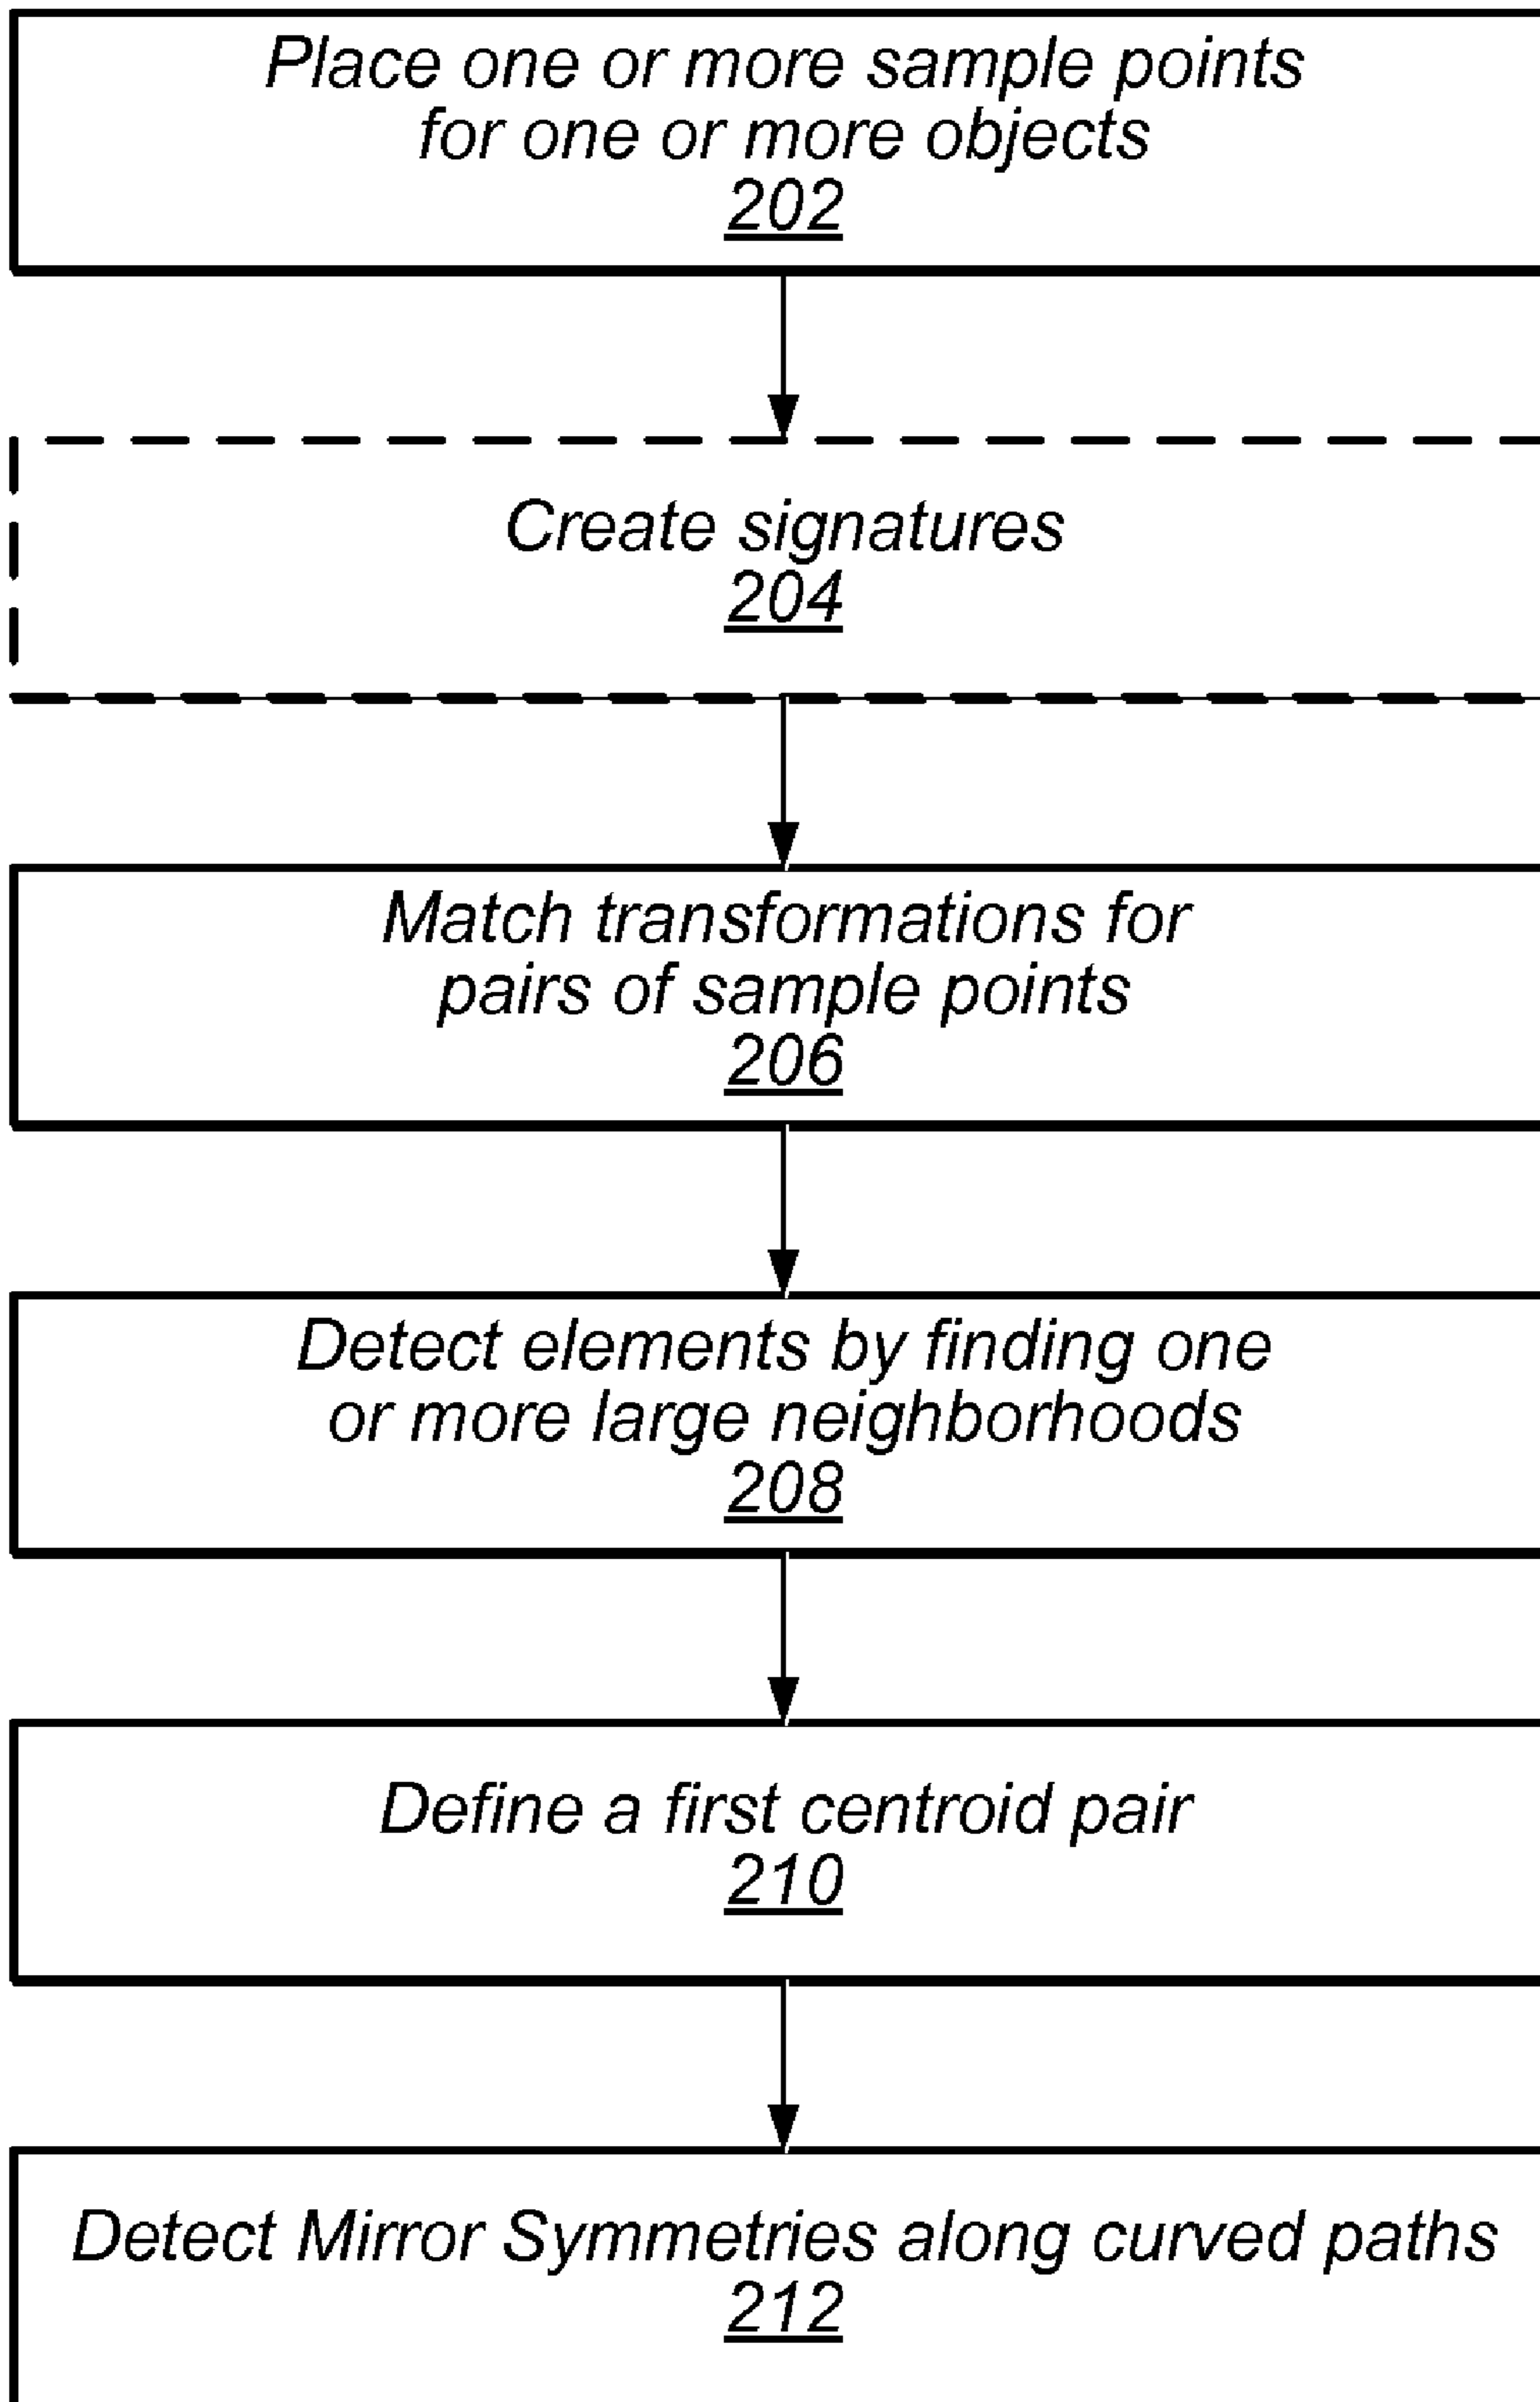 Place one or more sample points
for one or more objects
202
Create signatures
204
Match transformations for
pairs of sample points
206
Detect elements by finding one
or more large neighborhoods
208
Define a first centroid pair
210
Detect Mirror Symmetries along curved paths
212